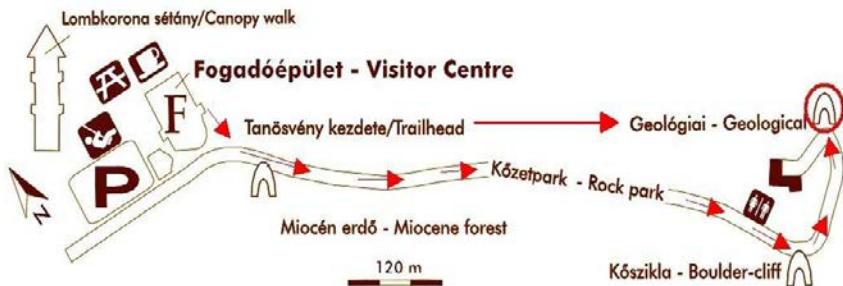 Lombkorona sétány/Canopy walk
Fogadóépület - Visitor Centre
F
Tanösvény kezdete/Trailhead
Geológiai - Geological
P
Kőzetpark - Rock park
N
Miocén erdő - Miocene forest
120 m
Kőszikla - Boulder-cliff